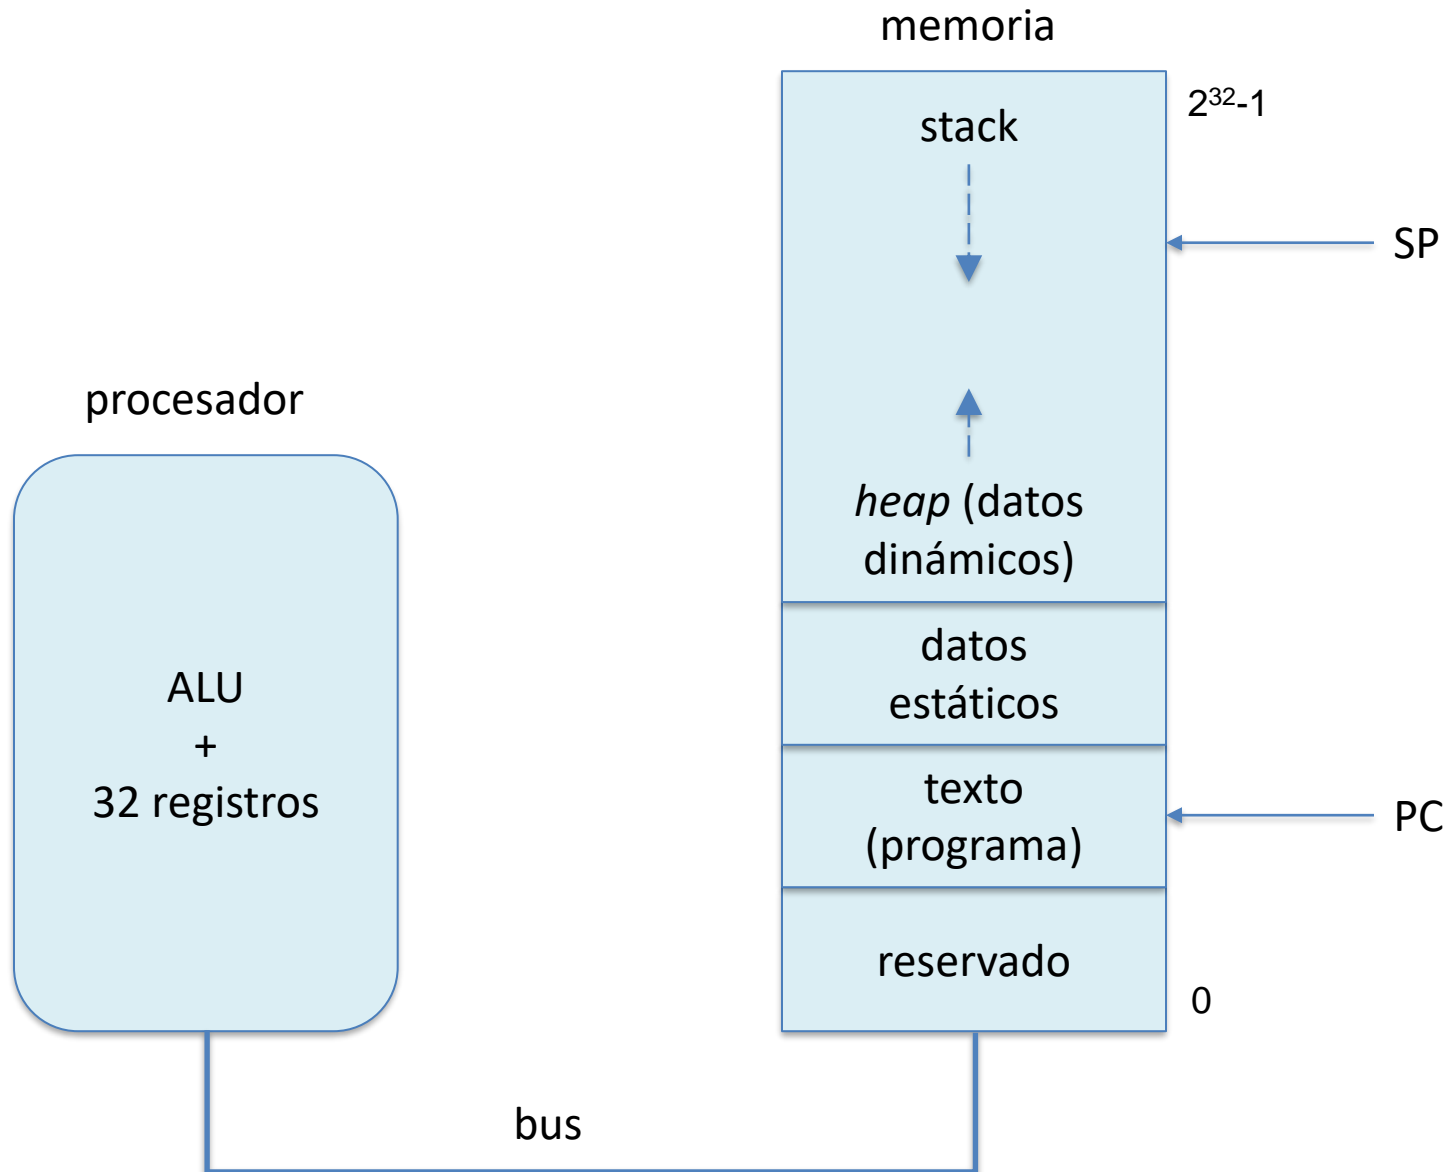 memoria
2³²-1
stack
SP
procesador
heap (datos
dinámicos)
datos
estáticos
ALU
+
32 registros
texto
(programa)
PC
reservado
0
bus